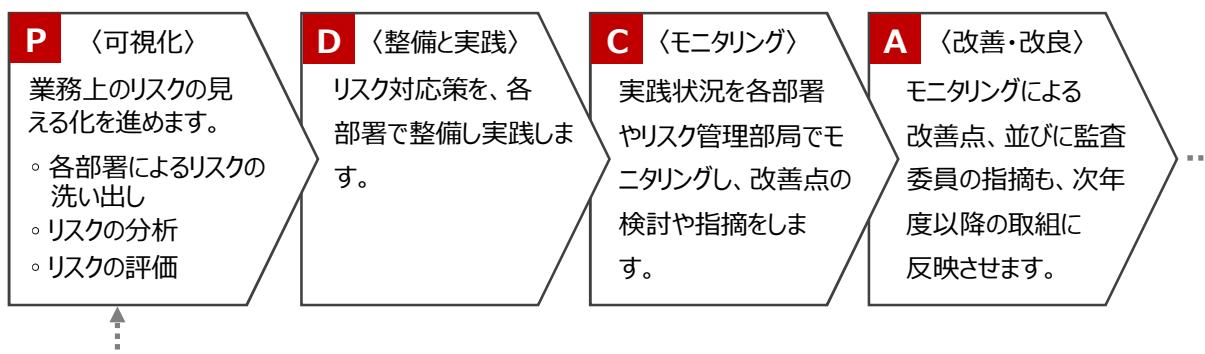 P 〈可視化〉
業務上のリスクの見
える化を進めます。
◦ 各部署によるリスクの
洗い出し
◦ リスクの分析
◦ リスクの評価
D 〈整備と実践〉
リスク対応策を、各
部署で整備し実践しま
す。
C 〈モニタリング〉
実践状況を各部署
やリスク管理部局でモ
ニタリングし、改善点の
検討や指摘をしま
す。
A 〈改善・改良〉
モニタリングによる
改善点、並びに監査
委員の指摘も、次年
度以降の取組に
反映させます。